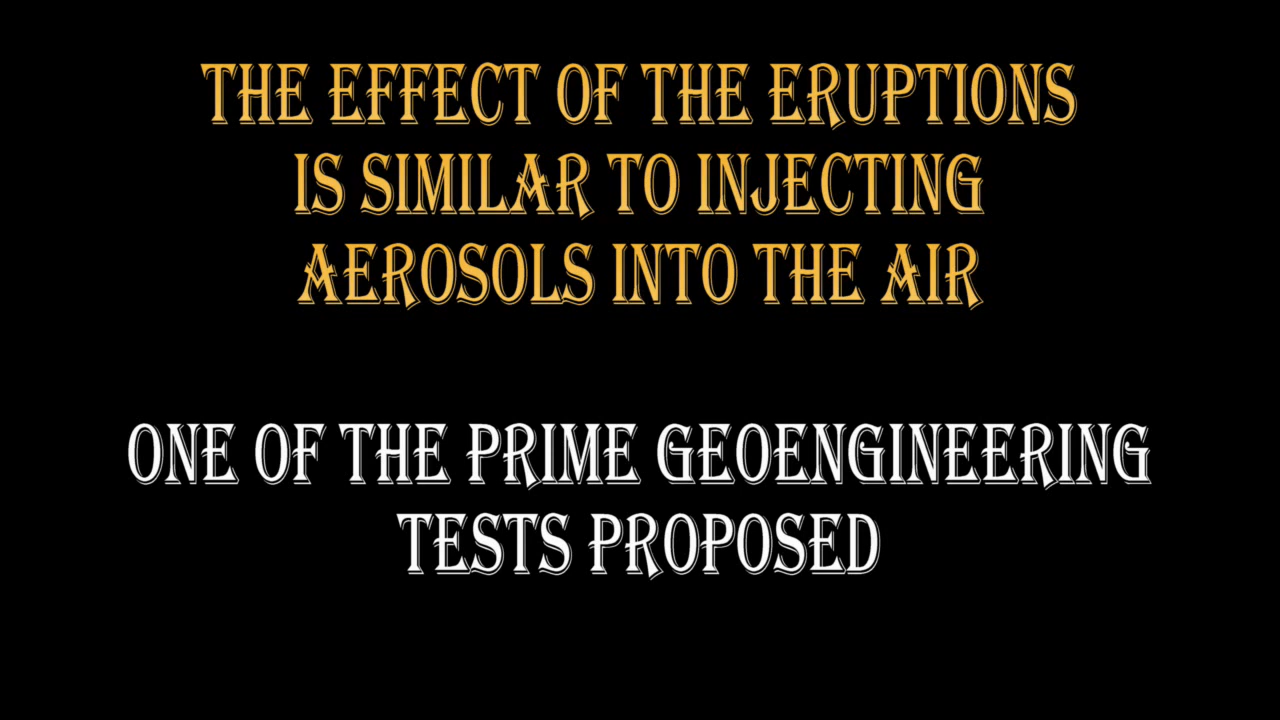 THE EFFECT OF THE ERUPTIONS
IS SIMILAR TO INJECTING
AEROSOLS INTO THE AIR
ONE OF THE PRIME GEOENGINEERING
TESTS PROPOSED